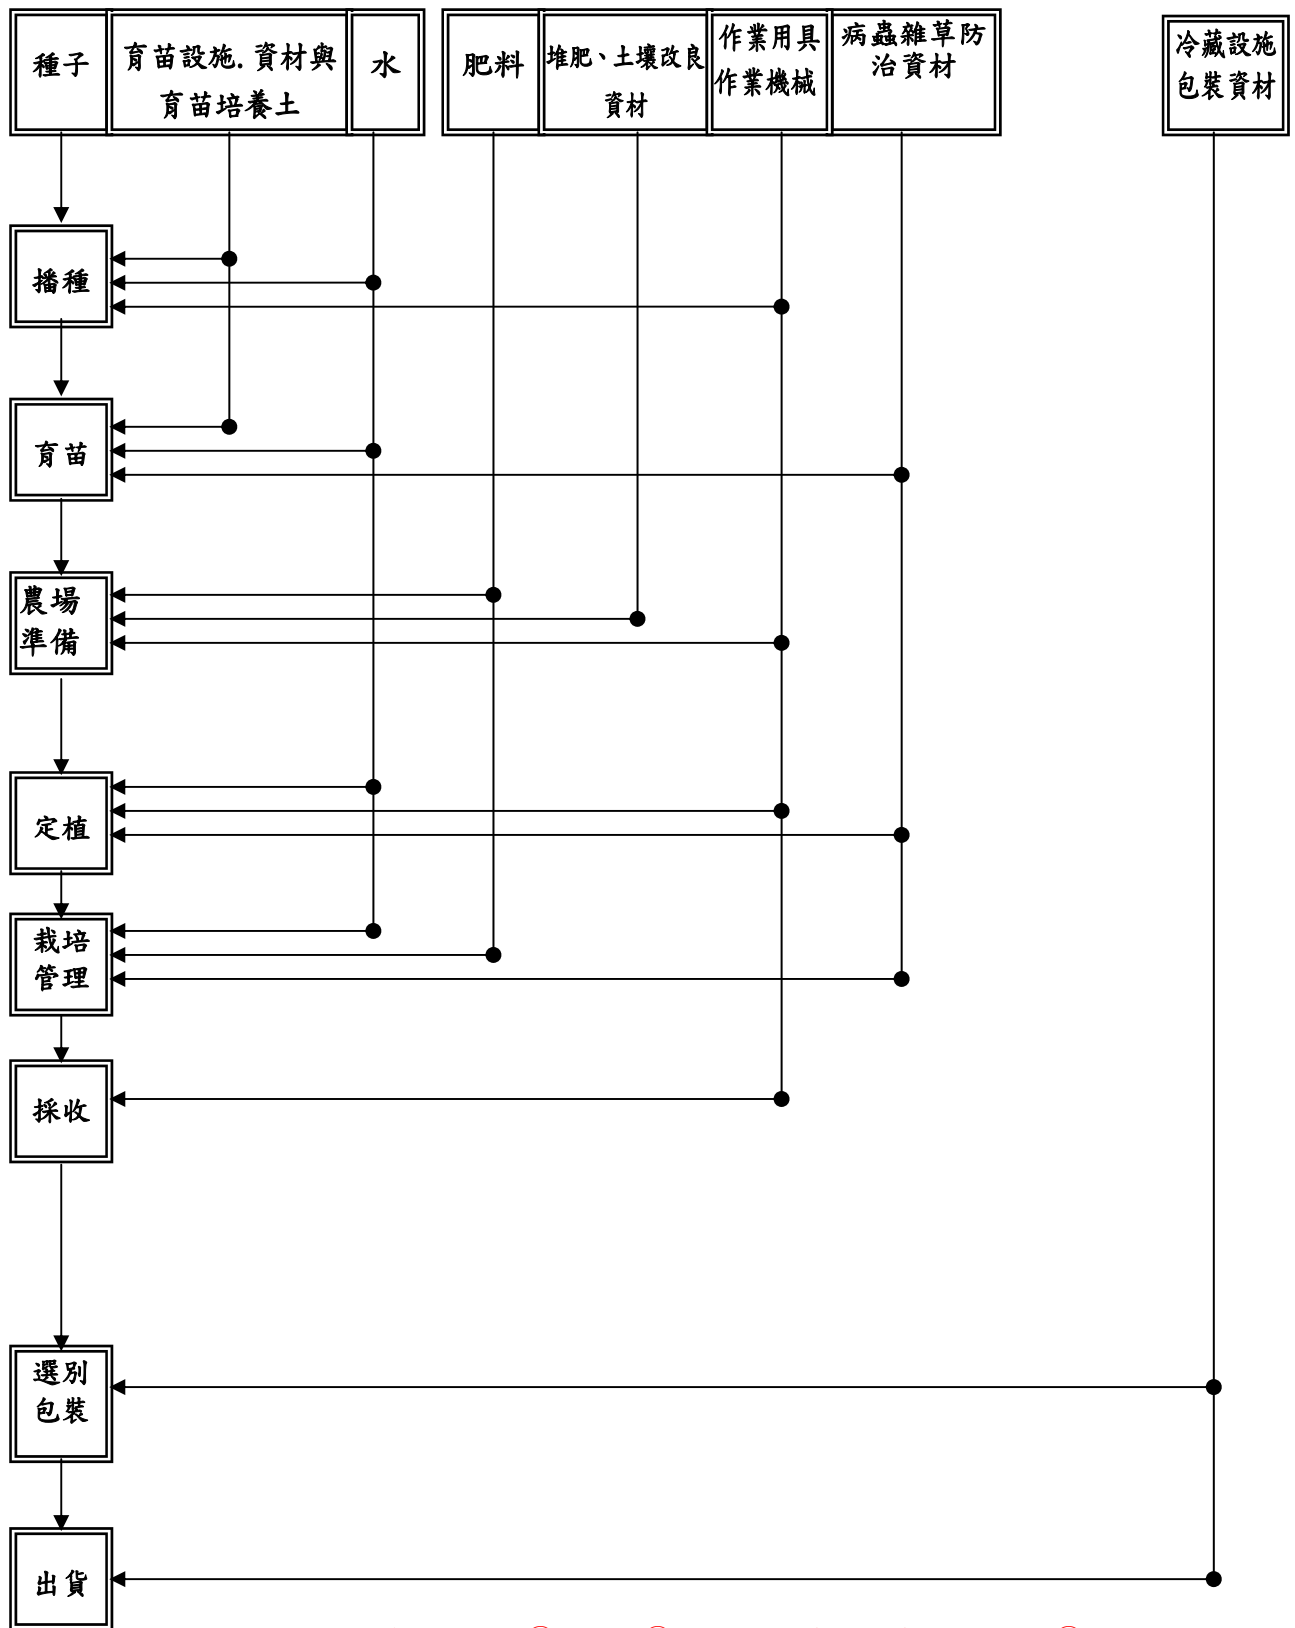 種子
育苗設施.資材與
育苗培養土
水
肥料
堆肥、土壤改良
資材
作業用具
作業機械
病蟲雜草防
治資材
冷藏設施
包裝資材
播種
育苗
農場
準備
定植
栽培
管理
採收
選別
包裝
出貨